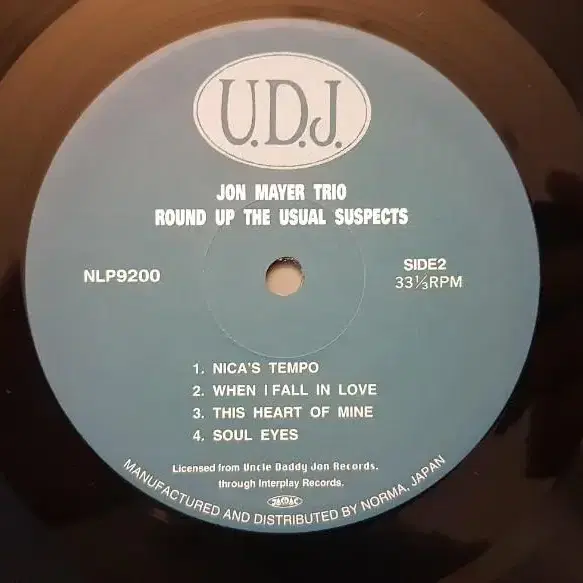 U.D.J.
JON MAYER TRIO
ROUND UP THE USUAL SUSPECTS
NLP9200
SIDE2
33⅓RPM
1. NICA'S TEMPO
2. WHEN I FALL IN LOVE
3. THIS HEART OF MINE
4. SOUL EYES
Licensed from Uncle Daddy Jon Records.
through Interplay Records.
JASRAC
MANUFACTURED AND DISTRIBUTED BY NORMA, JAPAN